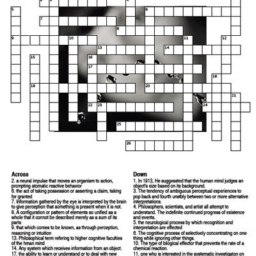 Across
2. a neural impulse that moves an organism to action,
prompting atomatic reactive behavior
5. the act of taking possession or asserting a claim, taking
for granted
7. Information gathered by the eye is interpreted by the brain
to give perception that something is present when it is not.
8. A configuration or pattern of elements so unified as a
whole that it cannot be described merely as a sum of its
parts
9. that which comes to be known, as through perception,
reasoning or intuition
13. Philosophical term refering to higher cognitive faculties
of the mind
14. Any system which receives information from an object.
17. the ability to learn or understand or to deal with new
Down
1. In 1913, He suggested that the human mind judges an
object's size based on its background.
3. The tendency of ambiguous perceptual experiences to
pop back and fourth unstably between two or more alternative
interpretations.
4. Philosophers, scientists, and artist all attempt to
understand. The indefinite continued progress of existence
and events.
6. the neurological process by which recognition and
interpretation are effected
7. The cognitive process of selectively concentrating on one
thing while ignoring other things
10. The type of biological effector that prevents the rate of a
chemical reaction.
11. one who is interested in the systematic investigation or